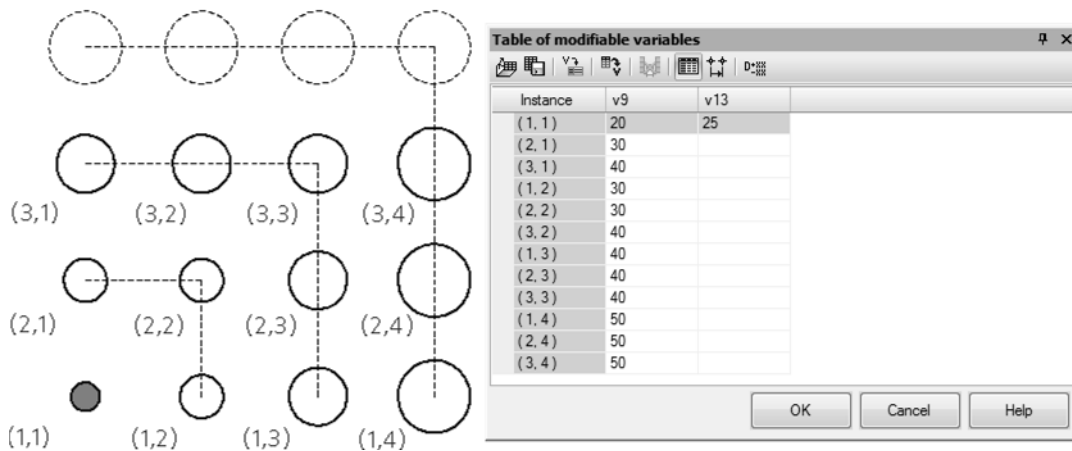 (3,1) (3,2) (3,3) (3,4)
(2,1) (2,2) (2,3) (2,4)
(1,1) (1,2) (1,3) (1,4)
Table of modifiable variables
Instance v9 v13
(1, 1) 20 25
(2, 1) 30
(3, 1) 40
(1, 2) 30
(2, 2) 30
(3, 2) 40
(1, 3) 40
(2, 3) 40
(3, 3) 40
(1, 4) 50
(2, 4) 50
(3, 4) 50
OK Cancel Help